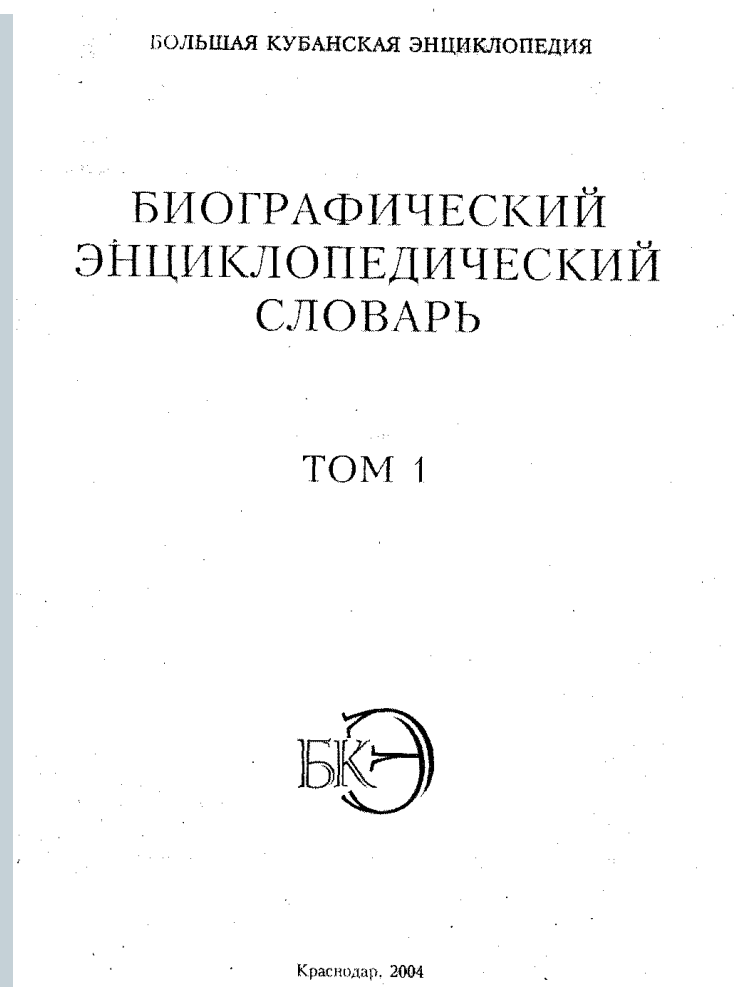 БОЛЬШАЯ КУБАНСКАЯ ЭНЦИКЛОПЕДИЯ
БИОГРАФИЧЕСКИЙ
ЭНЦИКЛОПЕДИЧЕСКИЙ
СЛОВАРЬ
ТОМ 1
БКЭ
Краснодар, 2004